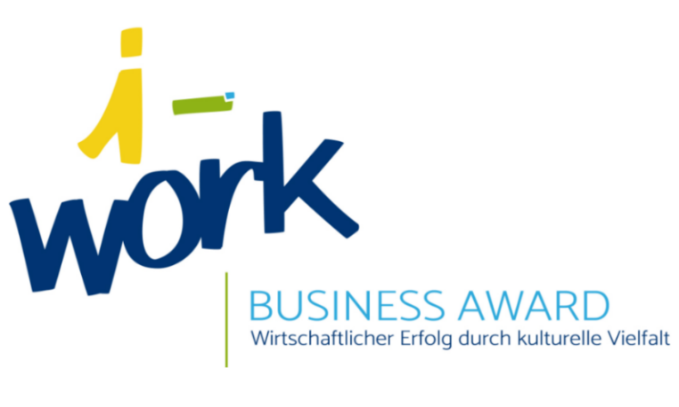 i-
work
BUSINESS AWARD
Wirtschaftlicher Erfolg durch kulturelle Vielfalt